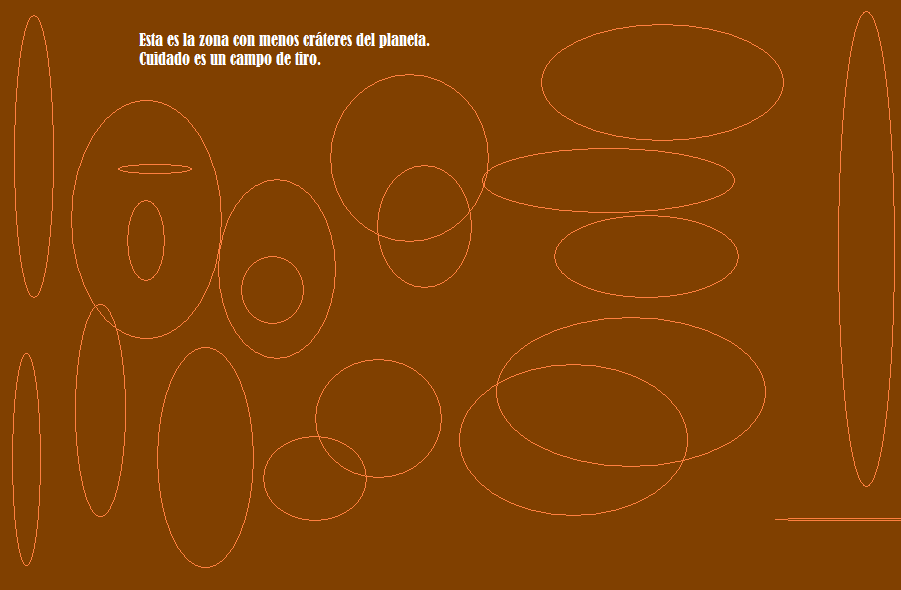 Esta es la zona con menos cráteres del planeta.
Cuidado es un campo de tiro.